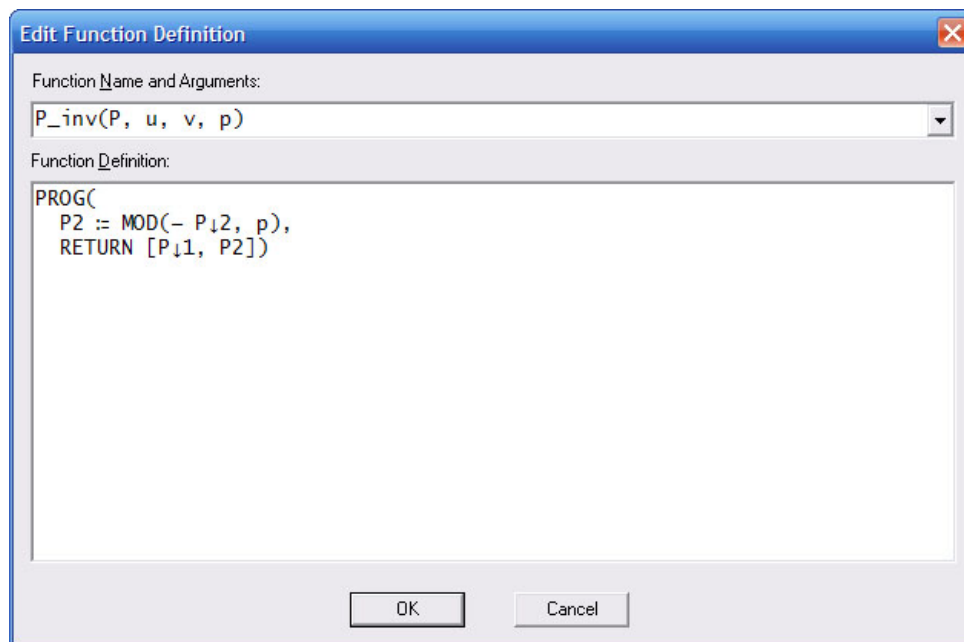 Edit Function Definition
Function Name and Arguments:
P_inv(P, u, v, p)
Function Definition:
PROG(
  P2 ≔ MOD(- P↓2, p),
  RETURN [P↓1, P2])
OK
Cancel